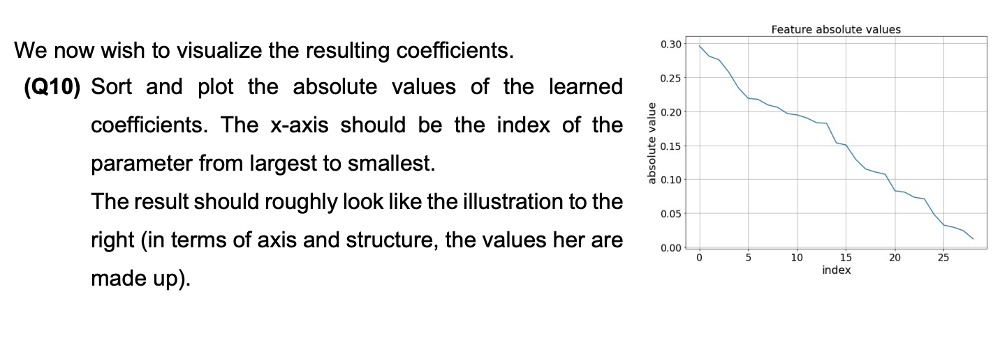 We now wish to visualize the resulting coefficients.
(Q10) Sort and plot the absolute values of the learned
coefficients. The x-axis should be the index of the
parameter from largest to smallest.
The result should roughly look like the illustration to the
right (in terms of axis and structure, the values her are
made up).
Feature absolute values
absolute value
0.30
0.25
0.20
0.15
0.10
0.05
0.00
0 5 10 15 20 25
index